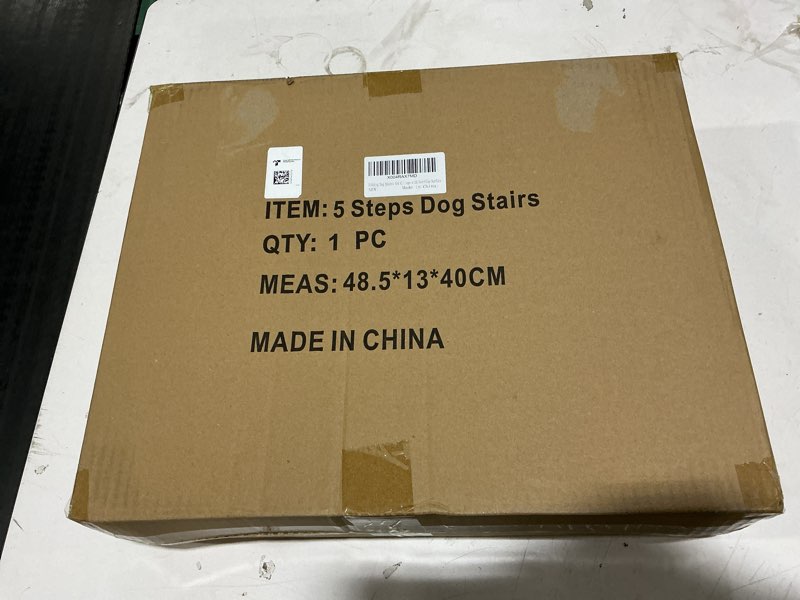 ITEM: 5 Steps Dog Stairs
QTY: 1 PC
MEAS: 48.5*13*40CM
MADE IN CHINA